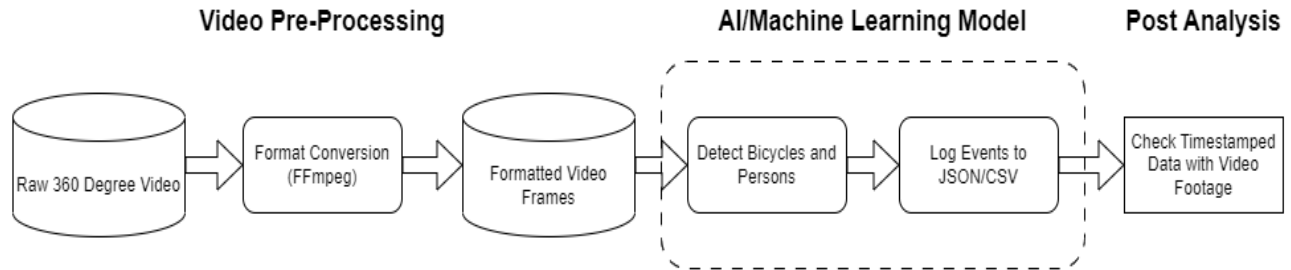 Video Pre-Processing
AI/Machine Learning Model
Post Analysis
Raw 360 Degree Video
Format Conversion
(FFmpeg)
Formatted Video
Frames
Detect Bicycles and
Persons
Log Events to
JSON/CSV
Check Timestamped
Data with Video
Footage